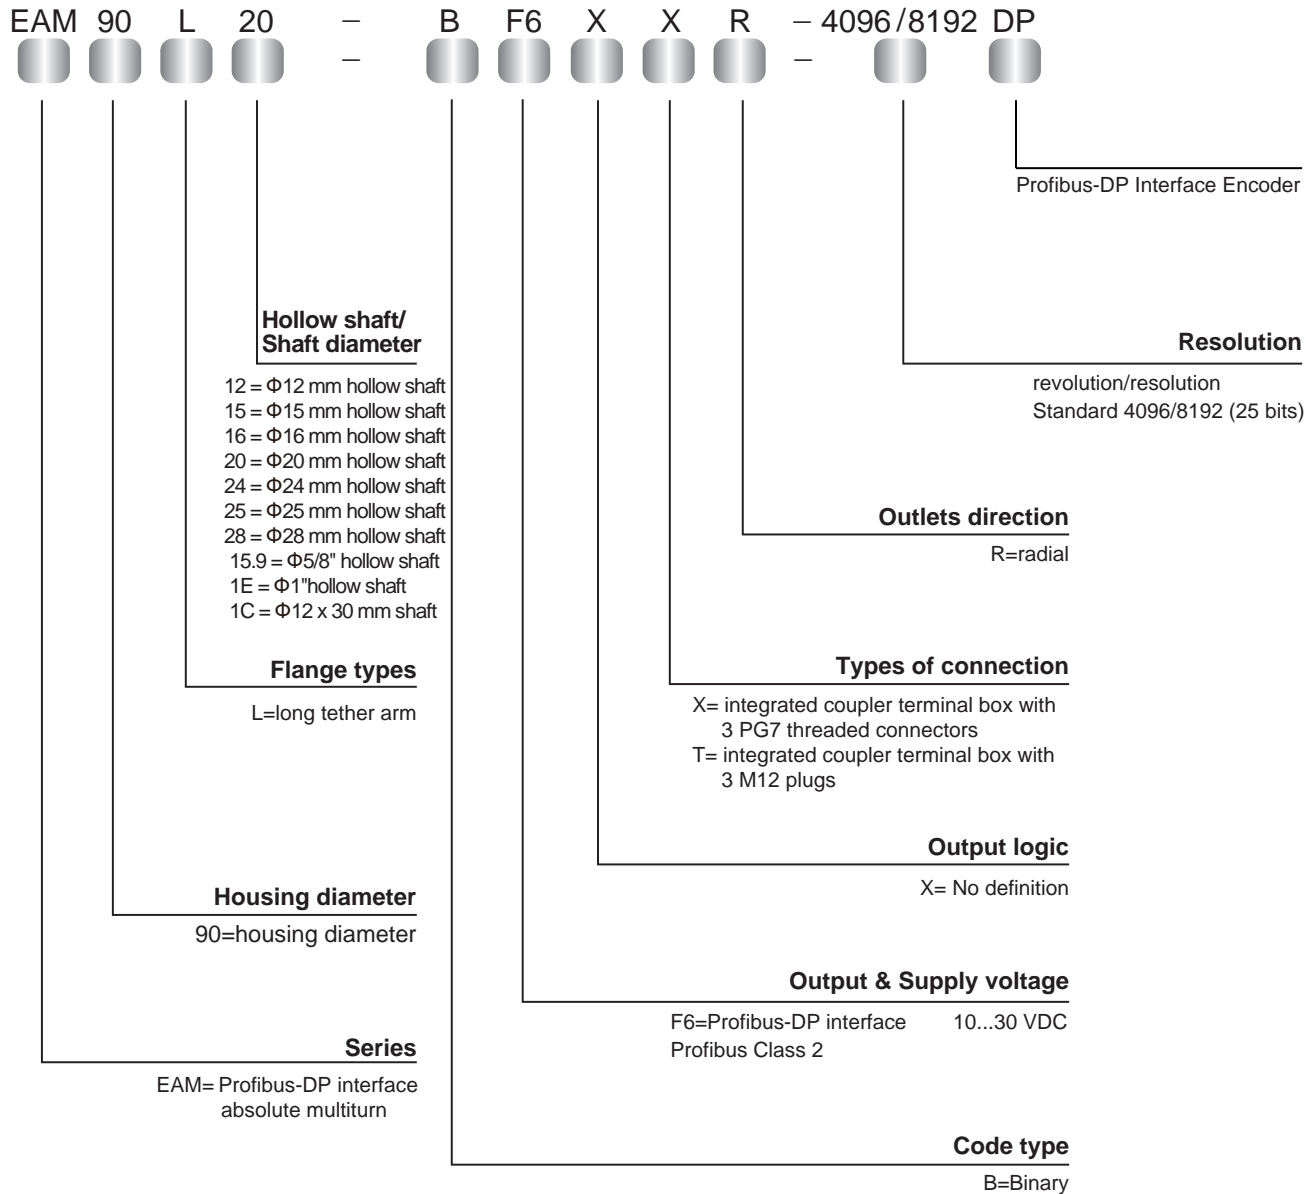 EAM 90 L 20 – B F6 X X R – 4096/8192 DP
– –
Profibus-DP Interface Encoder
Hollow shaft/
Shaft diameter
12 = Φ12 mm hollow shaft
15 = Φ15 mm hollow shaft
16 = Φ16 mm hollow shaft
20 = Φ20 mm hollow shaft
24 = Φ24 mm hollow shaft
25 = Φ25 mm hollow shaft
28 = Φ28 mm hollow shaft
15.9 = Φ5/8" hollow shaft
1E = Φ1"hollow shaft
1C = Φ12 x 30 mm shaft
Resolution
revolution/resolution
Standard 4096/8192 (25 bits)
Outlets direction
R=radial
Flange types
L=long tether arm
Types of connection
X= integrated coupler terminal box with
3 PG7 threaded connectors
T= integrated coupler terminal box with
3 M12 plugs
Output logic
X= No definition
Housing diameter
90=housing diameter
Output & Supply voltage
F6=Profibus-DP interface 10...30 VDC
Profibus Class 2
Series
EAM= Profibus-DP interface
absolute multiturn
Code type
B=Binary